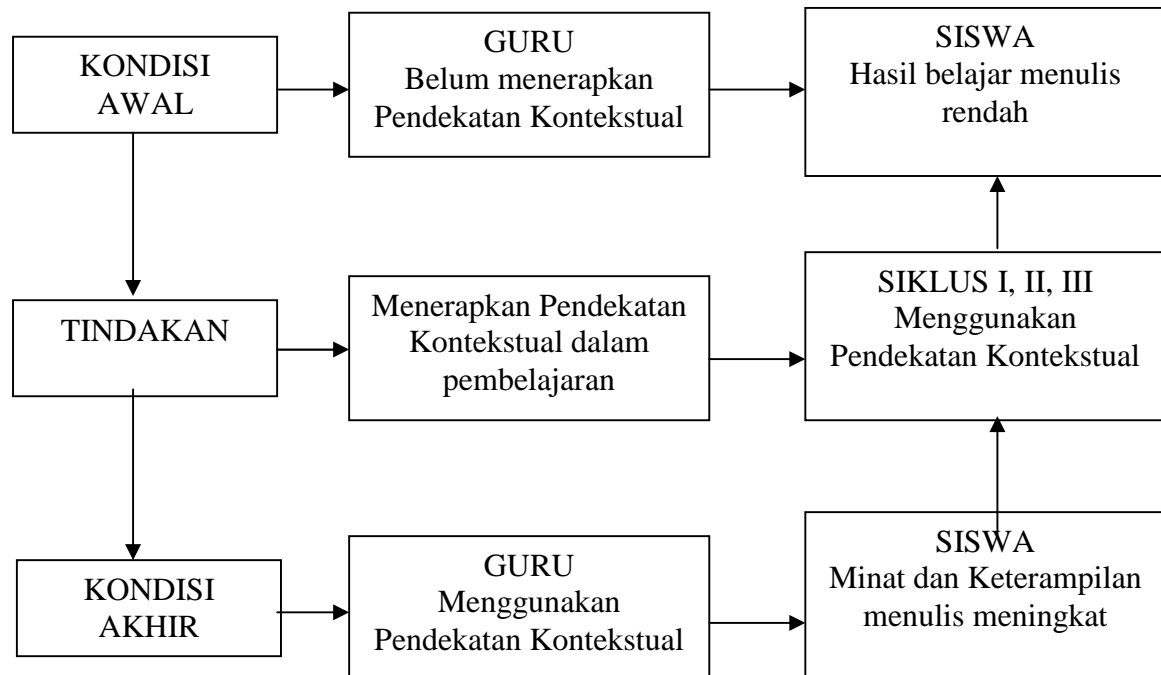 KONDISI
AWAL
GURU
Belum menerapkan
Pendekatan Kontekstual
SISWA
Hasil belajar menulis
rendah
TINDAKAN
Menerapkan Pendekatan
Kontekstual dalam
pembelajaran
SIKLUS I, II, III
Menggunakan
Pendekatan Kontekstual
KONDISI
AKHIR
GURU
Menggunakan
Pendekatan Kontekstual
SISWA
Minat dan Keterampilan
menulis meningkat